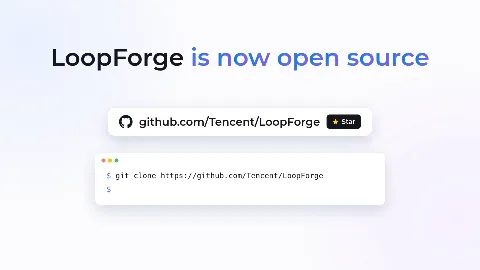 LoopForge is now open source
github.com/Tencent/LoopForge ★ Star
$ git clone https://github.com/Tencent/LoopForge
$